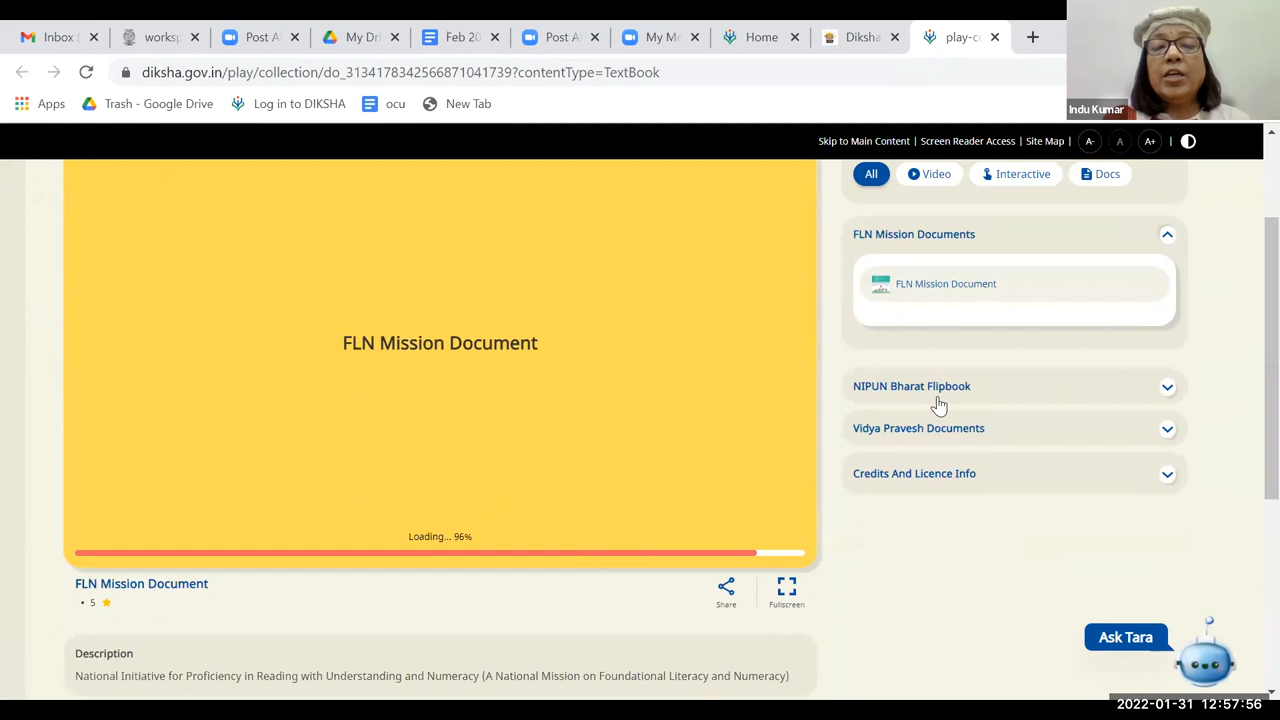 Inbox (
works
Post A
My Dri
Feb 20
Post A
My Me
Home
Diksha
play-c
diksha.gov.in/play/collection/do_3134178342566871041739?contentType=TextBook
Apps
Trash - Google Drive
Log in to DIKSHA
ocu
New Tab
Indu Kumar
Skip to Main Content | Screen Reader Access | Site Map |
A-
A
A+
All
Video
Interactive
Docs
FLN Mission Documents
FLN Mission Document
FLN Mission Document
NIPUN Bharat Flipbook
Vidya Pravesh Documents
Credits And Licence Info
Loading... 96%
FLN Mission Document
• 5
Share
Fullscreen
Ask Tara
Description
National Initiative for Proficiency in Reading with Understanding and Numeracy (A National Mission on Foundational Literacy and Numeracy)
2022-01-31 12:57:56